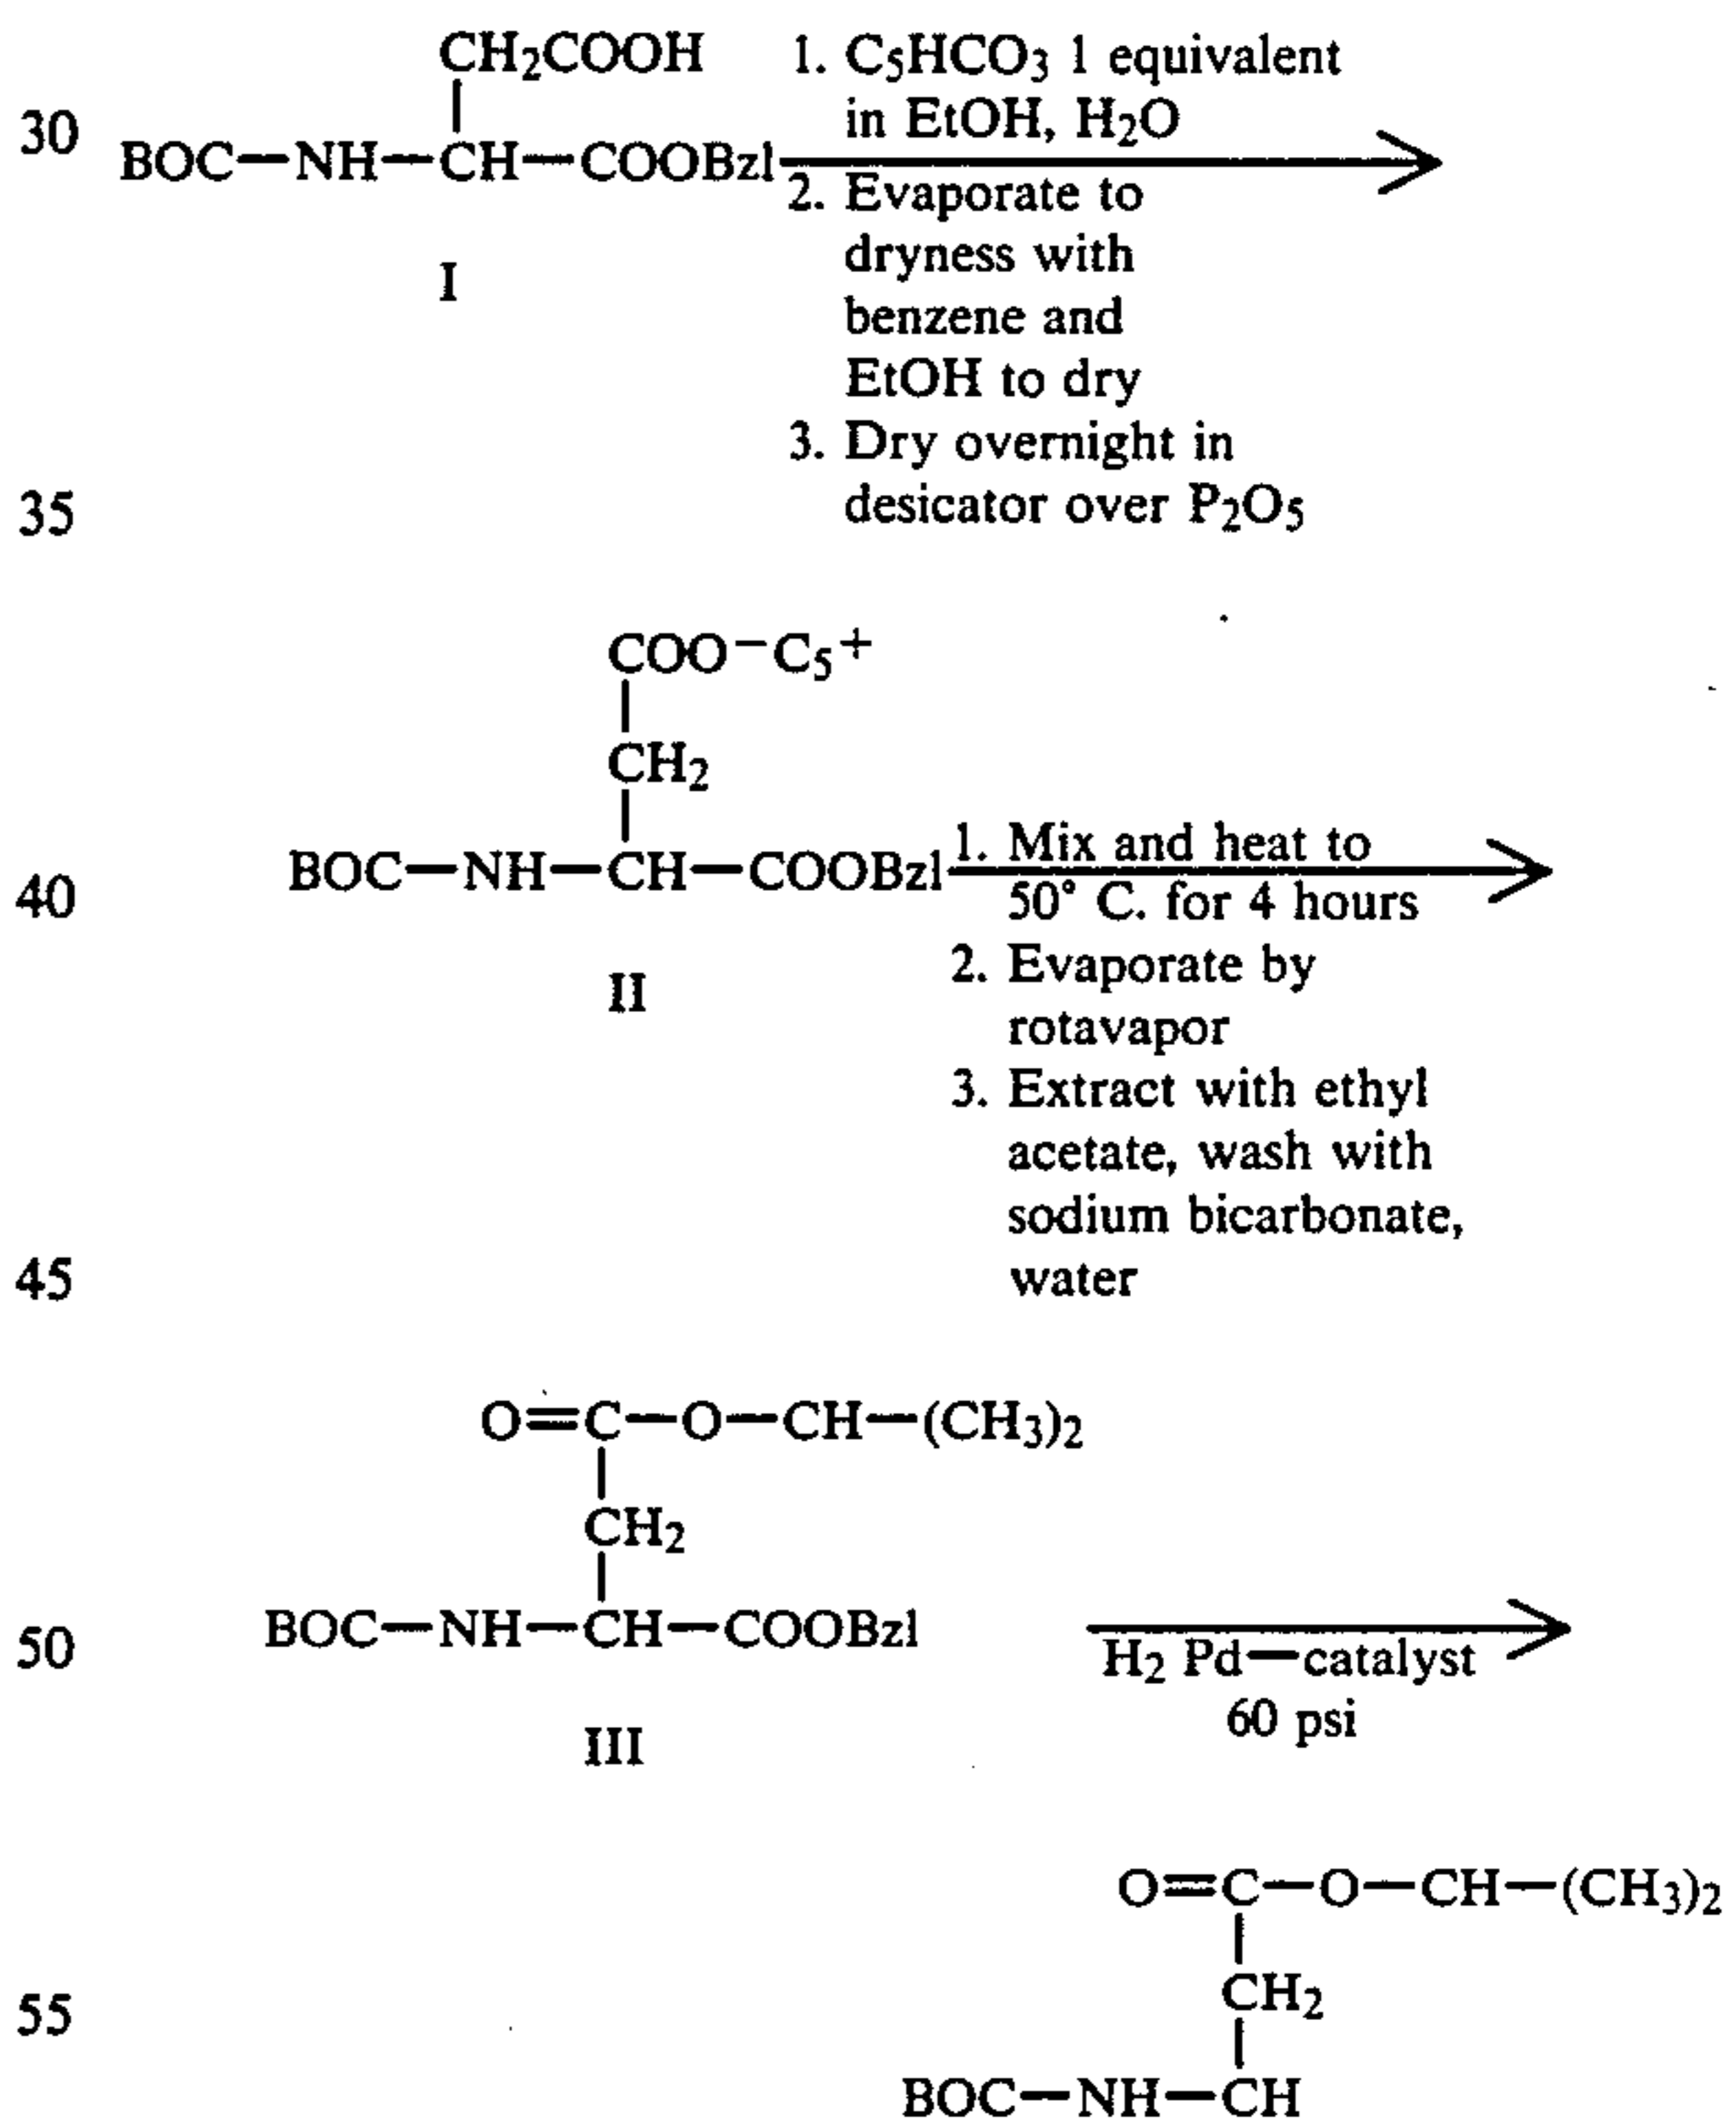 CH₂COOH
1. C₅HCO₃ 1 equivalent
in EtOH, H₂O
30
BOC—NH—CH—COOBzl
2. Evaporate to
dryness with
I
benzene and
EtOH to dry
3. Dry overnight in
35
desicator over P₂O₅
COO⁻C₅⁺
CH₂
1. Mix and heat to
40
BOC—NH—CH—COOBzl
50° C. for 4 hours
2. Evaporate by
II
rotavapor
3. Extract with ethyl
acetate, wash with
sodium bicarbonate,
45
water
O=C—O—CH—(CH₃)₂
CH₂
50
BOC—NH—CH—COOBzl
H₂ Pd—catalyst
60 psi
III
O=C—O—CH—(CH₃)₂
55
CH₂
BOC—NH—CH